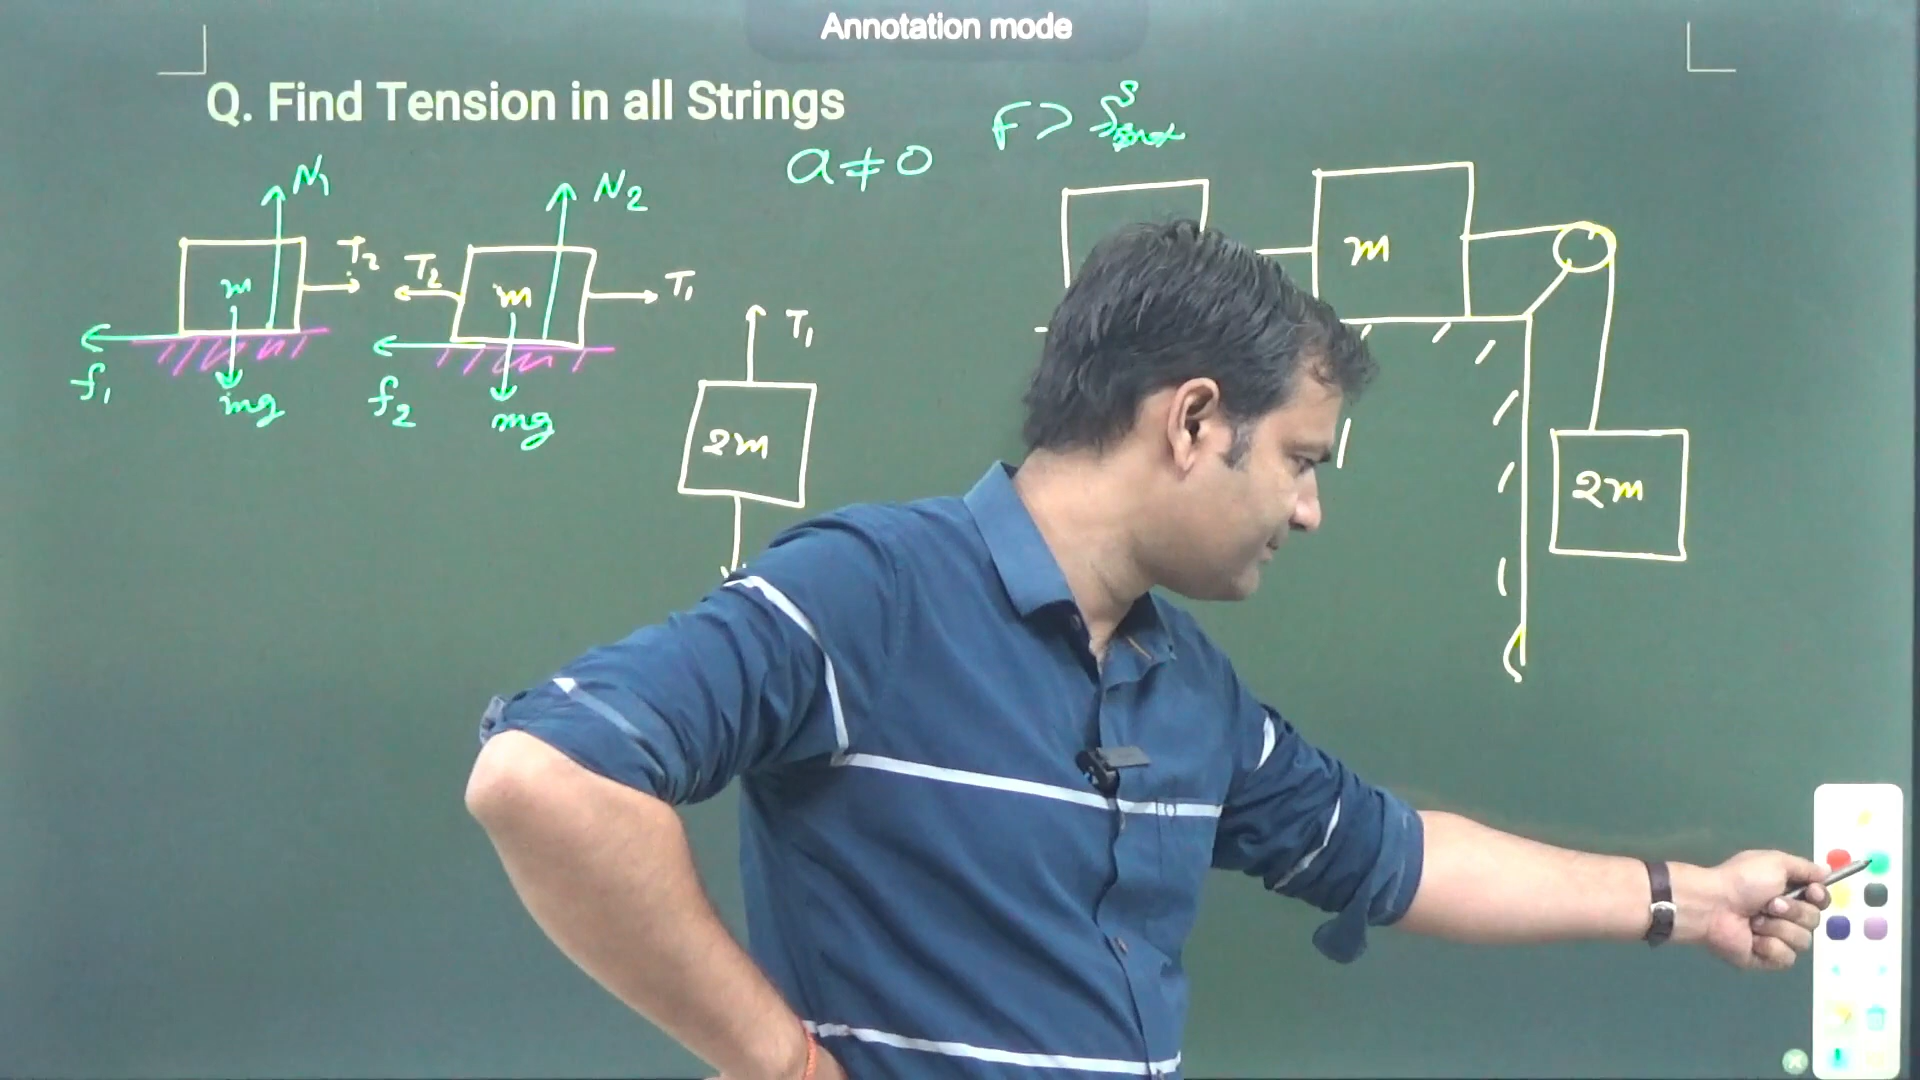 Annotation mode
Q. Find Tension in all Strings
a ≠ 0
F >
N₁
N₂
T₂
T₂
T₁
m
m
f₁
mg
f₂
mg
T₁
2m
m
2m